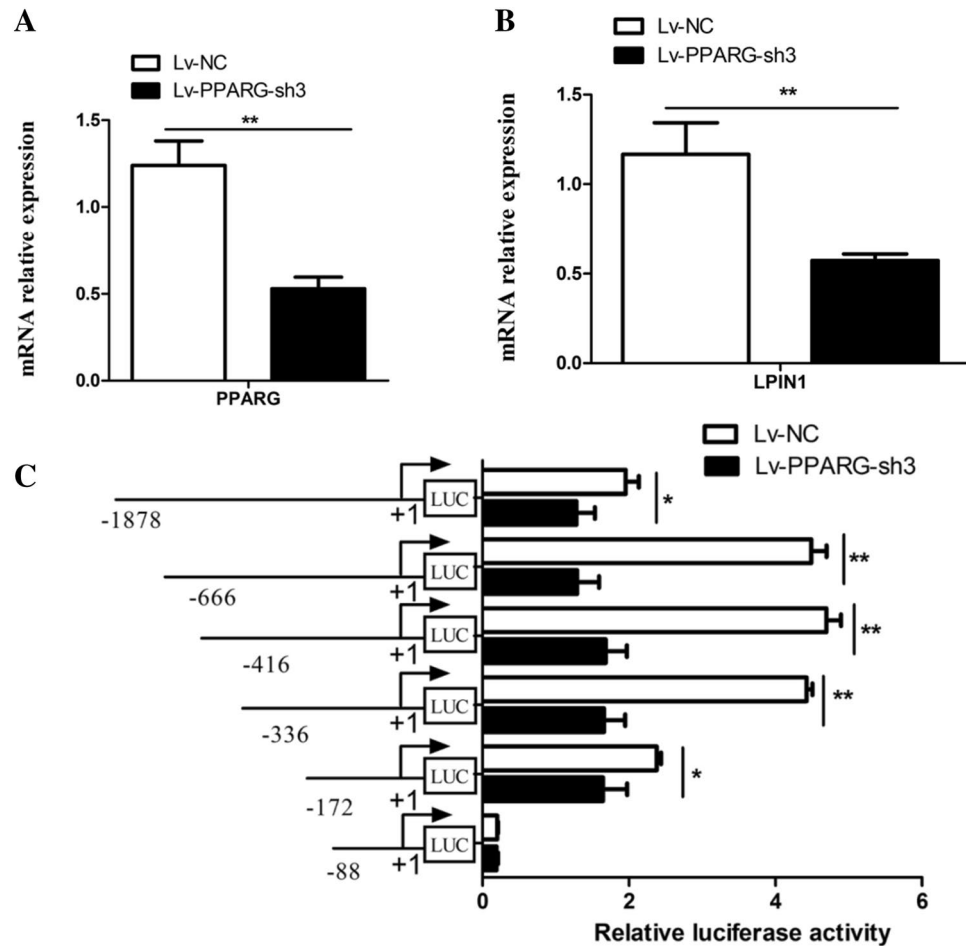 A
Lv-NC
Lv-PPARG-sh3
**
mRNA relative expression
1.5
1.0
0.5
0.0
PPARG
B
Lv-NC
Lv-PPARG-sh3
**
mRNA relative expression
1.5
1.0
0.5
0.0
LPIN1
C
Lv-NC
Lv-PPARG-sh3
-1878 +1 LUC *
-666 +1 LUC **
-416 +1 LUC **
-336 +1 LUC **
-172 +1 LUC *
-88 +1 LUC
0 2 4 6
Relative luciferase activity